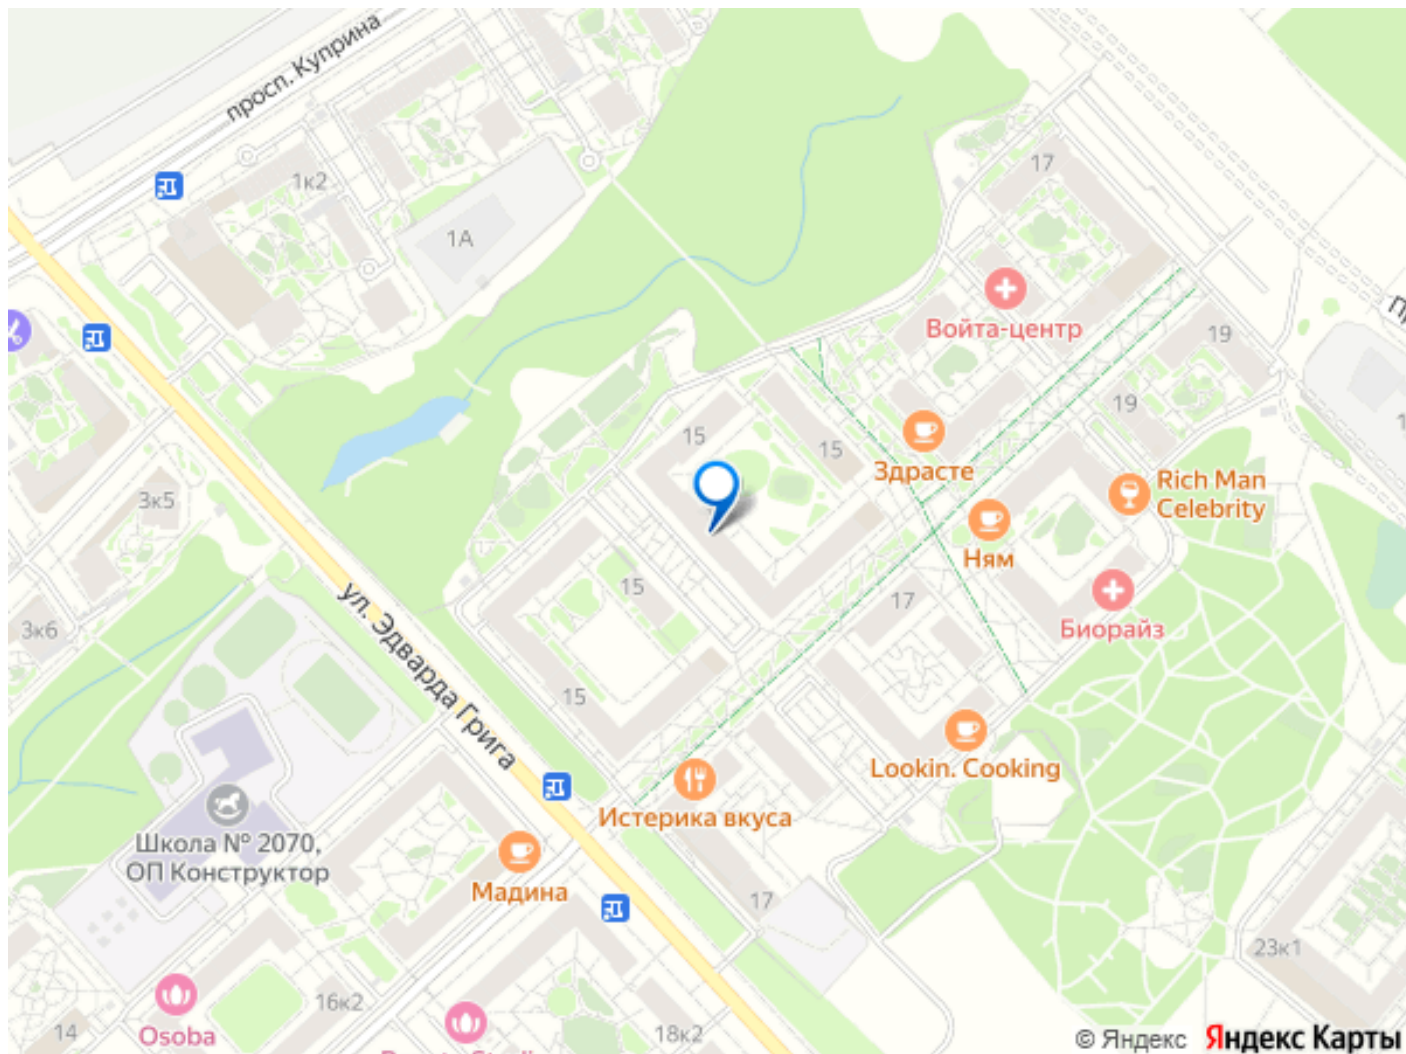 просп. Куприна
1к2
1А
17
Войта-центр
19
19
15
15
Здрасте
Rich Man
Celebrity
Ням
3к5
15
17
Биорайз
3к6
ул. Эдварда Грига
15
Lookin. Cooking
Истерика вкуса
Школа № 2070,
ОП Конструктор
Мадина
17
23к1
16к2
14
Osoba
18к2
© Яндекс Яндекс Карты